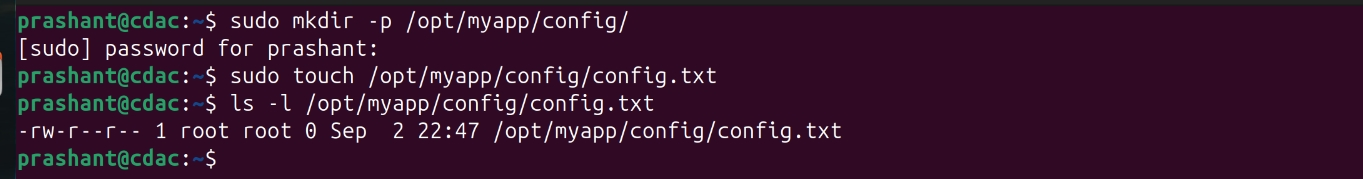 prashant@cdac:~$ sudo mkdir -p /opt/myapp/config/
[sudo] password for prashant:
prashant@cdac:~$ sudo touch /opt/myapp/config/config.txt
prashant@cdac:~$ ls -l /opt/myapp/config/config.txt
-rw-r--r-- 1 root root 0 Sep  2 22:47 /opt/myapp/config/config.txt
prashant@cdac:~$